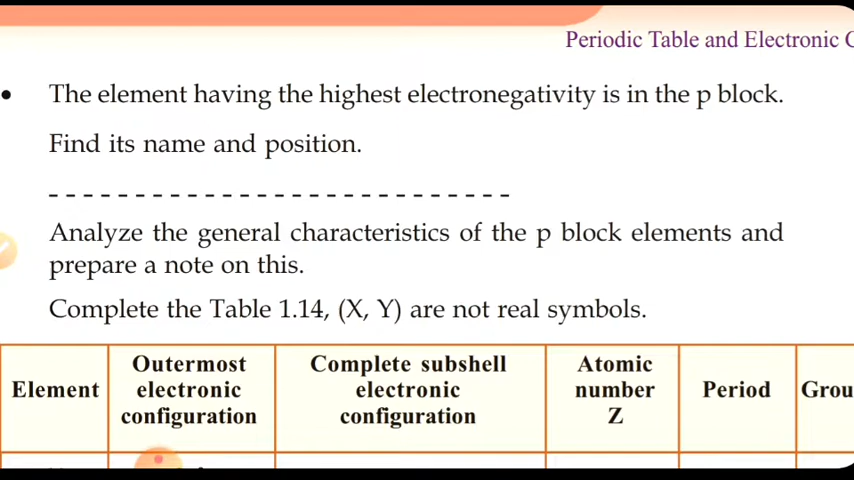 Periodic Table and Electronic
• The element having the highest electronegativity is in the p block.
Find its name and position.
- - - - - - - - - - - - - - - - - - - - - - - - - - -
Analyze the general characteristics of the p block elements and
prepare a note on this.
Complete the Table 1.14, (X, Y) are not real symbols.
Element
Outermost
electronic
configuration
Complete subshell
electronic
configuration
Atomic
number
Z
Period
Grou